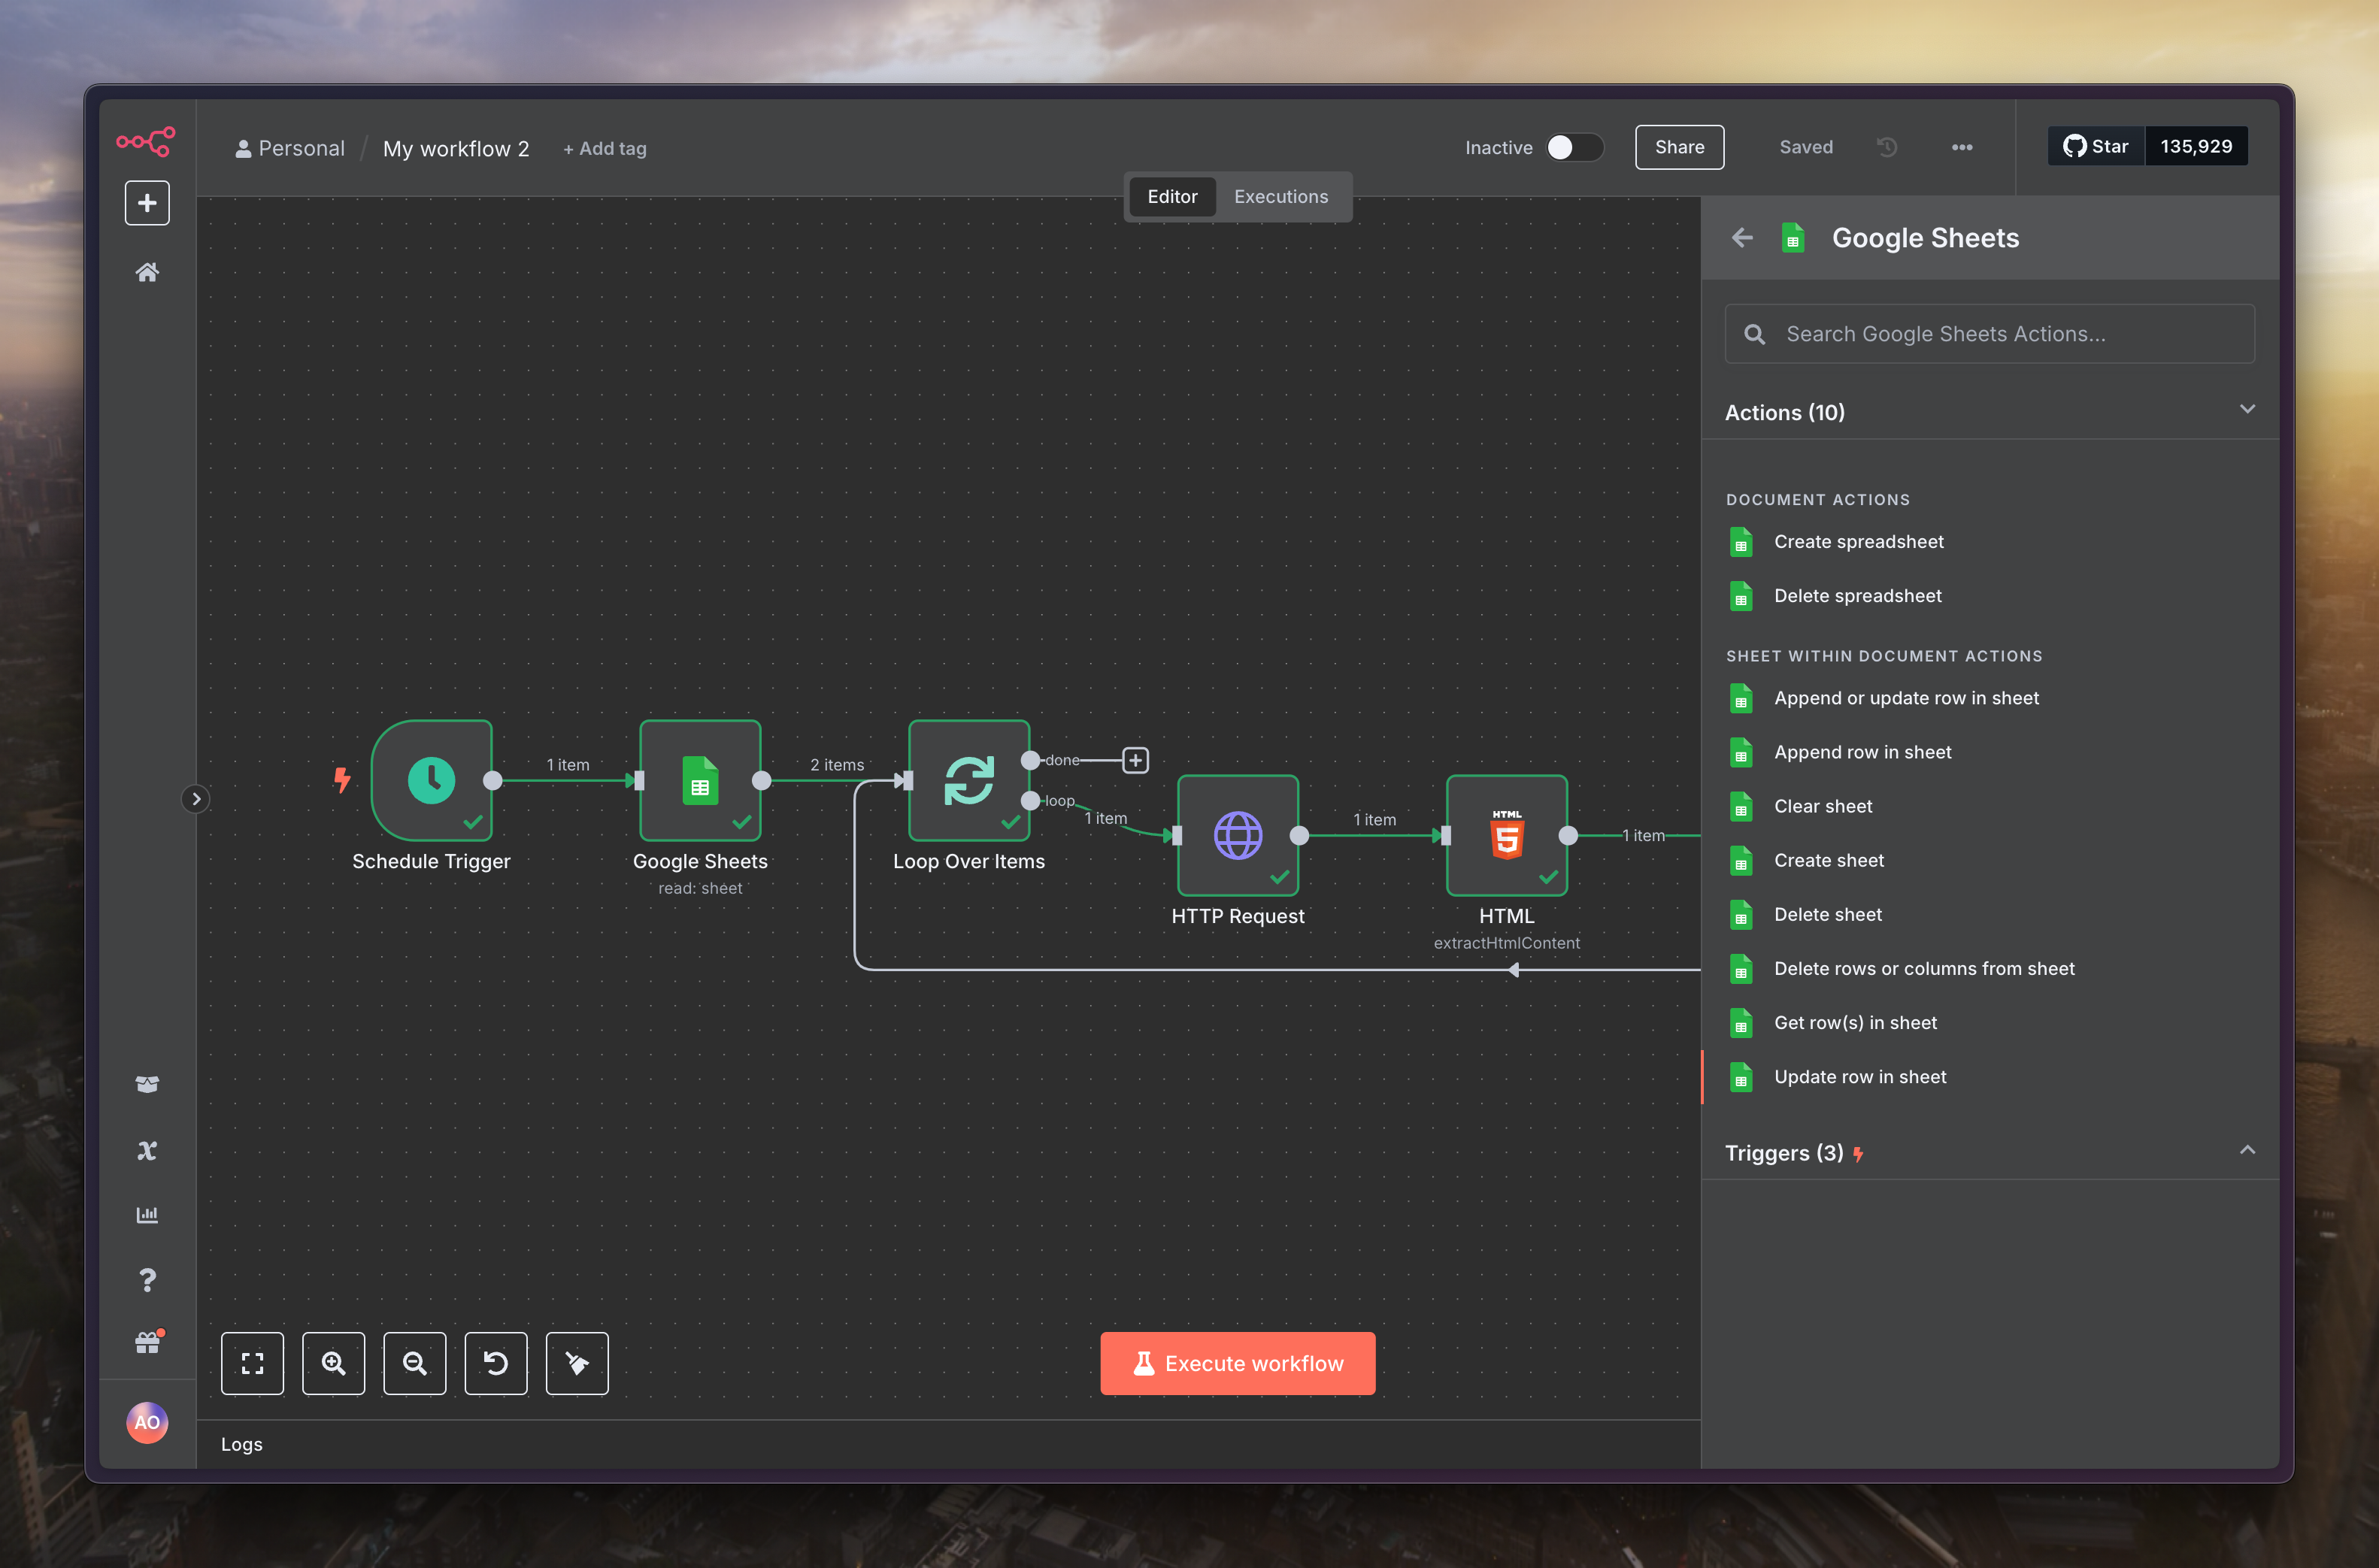 Personal / My workflow 2 + Add tag
Inactive
Share
Saved
Star 135,929
Editor Executions
Google Sheets
Search Google Sheets Actions...
Actions (10)
DOCUMENT ACTIONS
Create spreadsheet
Delete spreadsheet
SHEET WITHIN DOCUMENT ACTIONS
Append or update row in sheet
Append row in sheet
Clear sheet
Create sheet
Delete sheet
Delete rows or columns from sheet
Get row(s) in sheet
Update row in sheet
Triggers (3)
1 item
2 items
done
loop
1 item
1 item
1 item
HTML
5
Schedule Trigger
Google Sheets
read: sheet
Loop Over Items
HTTP Request
HTML
extractHtmlContent
x
?
Execute workflow
AO
Logs